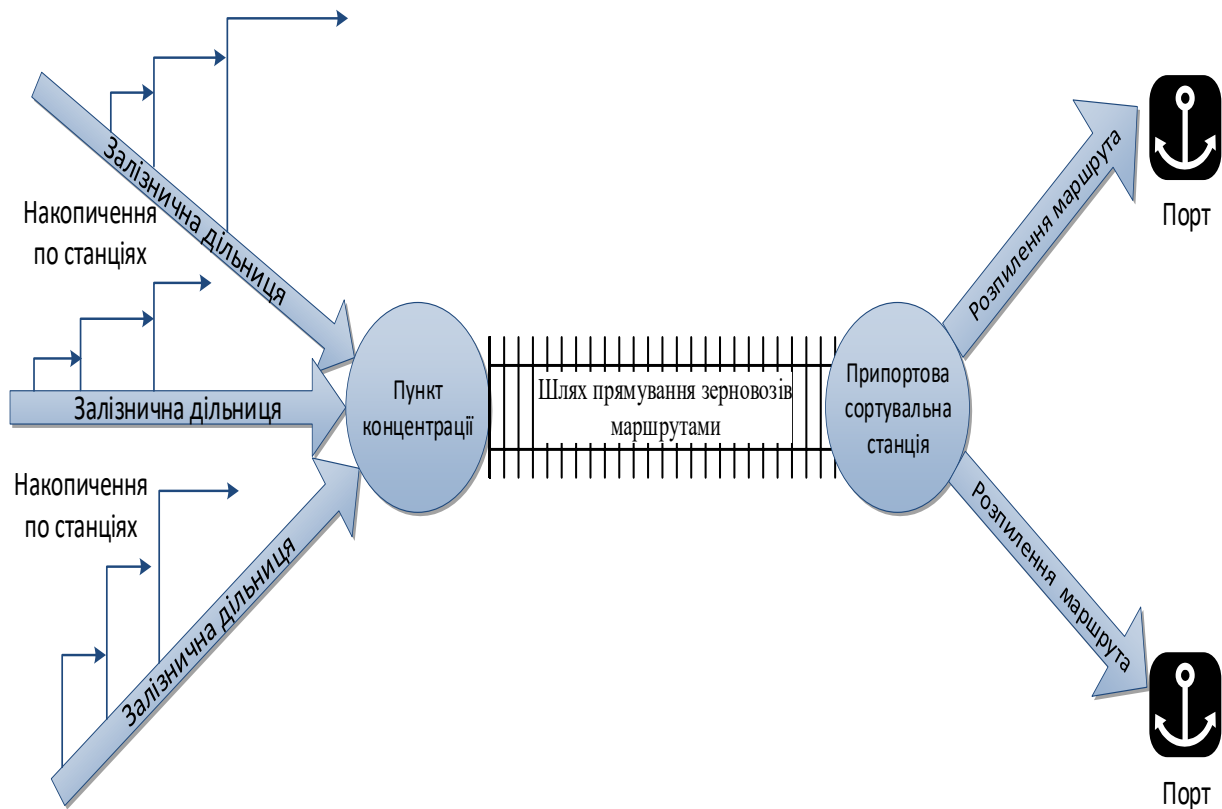 Залізнична дільниця
Накопичення
по станціях
Залізнична дільниця
Накопичення
по станціях
Залізнична дільниця
Пункт
концентрації
Шлях прямування зерновозів
маршрутами
Припортова
сортувальна
станція
Розпилення маршрута
Порт
Розпилення маршрута
Порт